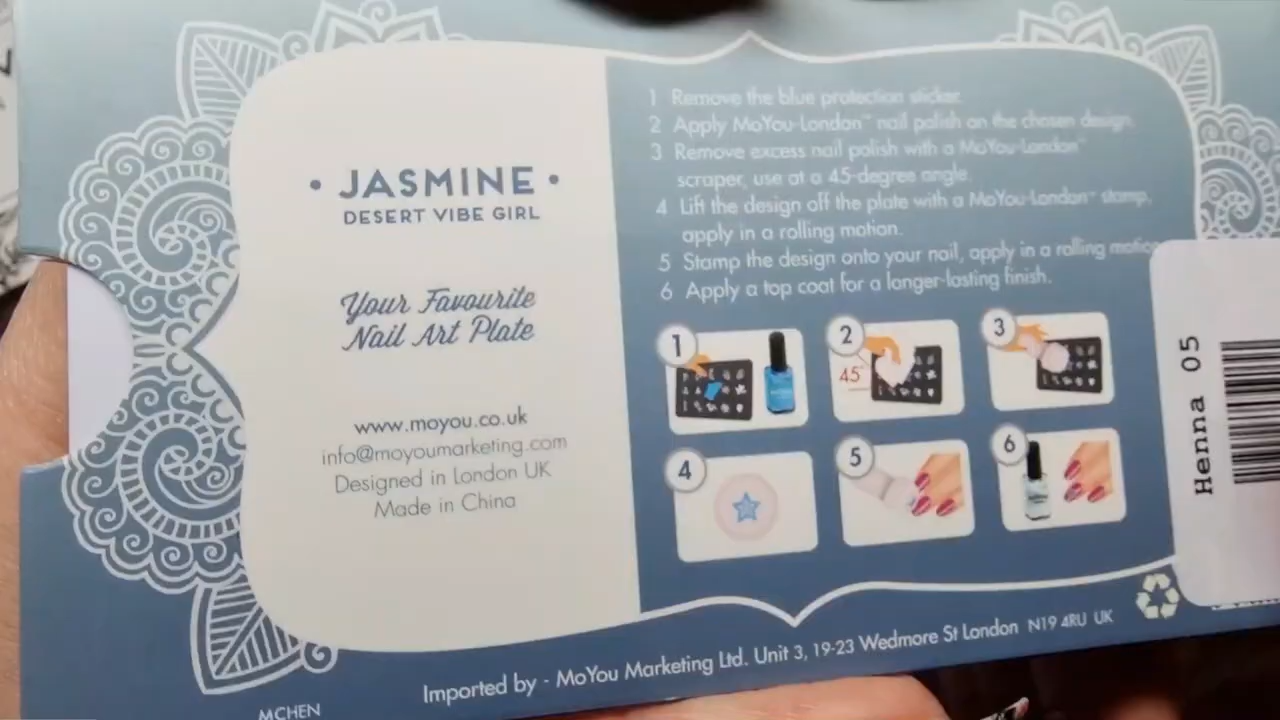 • JASMINE •
DESERT VIBE GIRL
Your Favourite
Nail Art Plate
www.moyou.co.uk
info@moyoumarketing.com
Designed in London UK
Made in China
1 Remove the blue protection sticker.
2 Apply MoYou-London™ nail polish on the chosen design.
3 Remove excess nail polish with a MoYou-London™
scraper, use at a 45-degree angle.
4 Lift the design off the plate with a MoYou-London™ stamp,
apply in a rolling motion.
5 Stamp the design onto your nail, apply in a rolling motion
6 Apply a top coat for a longer-lasting finish.
1
2
45°
3
4
5
6
Henna 05
Imported by - MoYou Marketing Ltd. Unit 3, 19-23 Wedmore St London N19 4RU UK
MCHEN